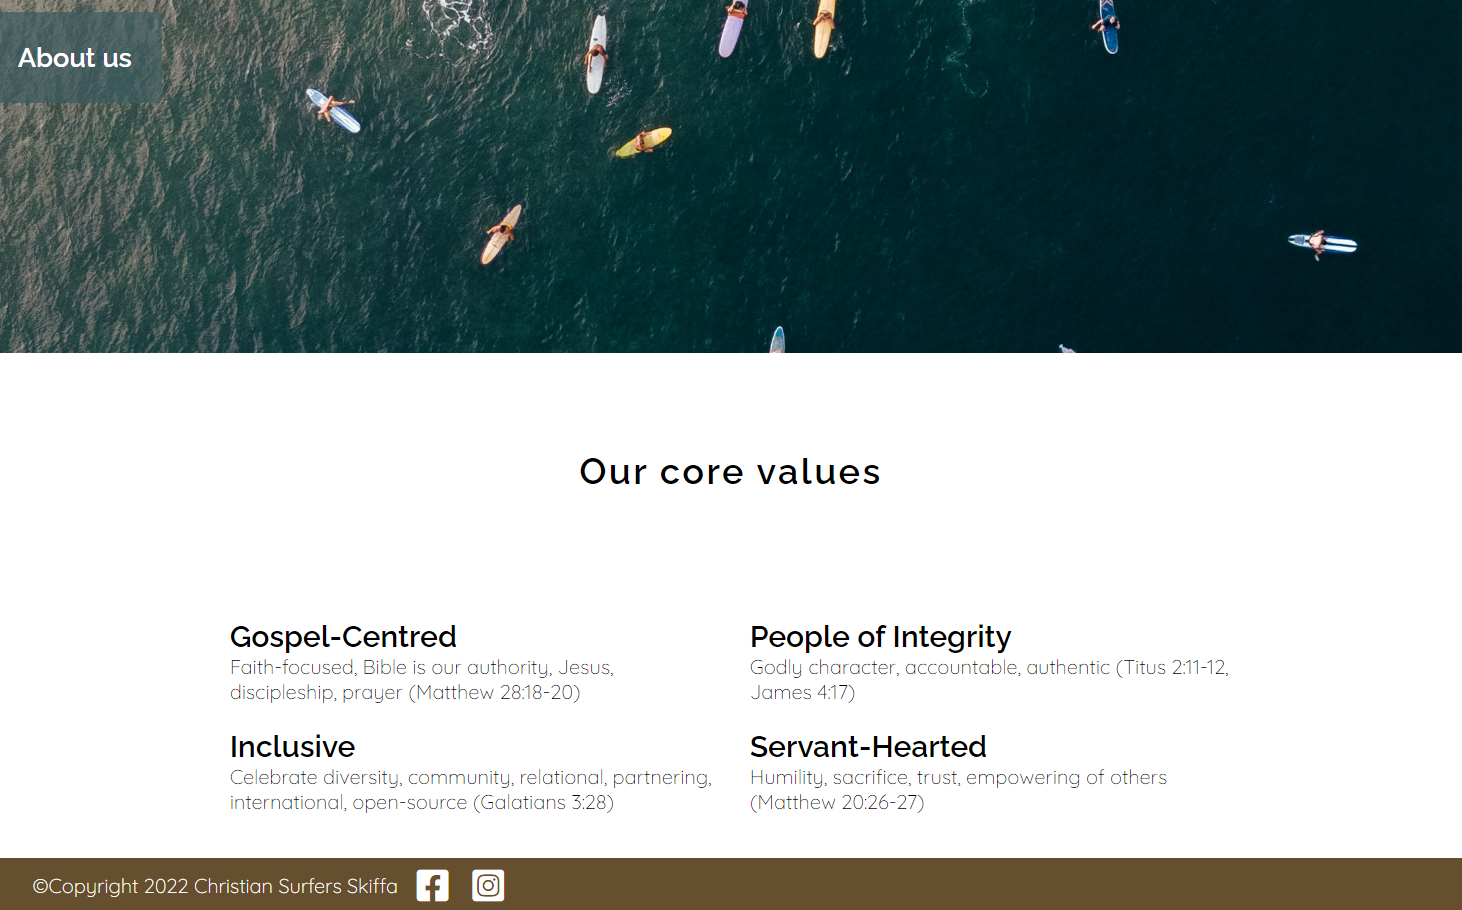 About us
Our core values
Gospel-Centred
Faith-focused, Bible is our authority, Jesus,
discipleship, prayer (Matthew 28:18-20)
People of Integrity
Godly character, accountable, authentic (Titus 2:11-12,
James 4:17)
Inclusive
Celebrate diversity, community, relational, partnering,
international, open-source (Galatians 3:28)
Servant-Hearted
Humility, sacrifice, trust, empowering of others
(Matthew 20:26-27)
©Copyright 2022 Christian Surfers Skiffa